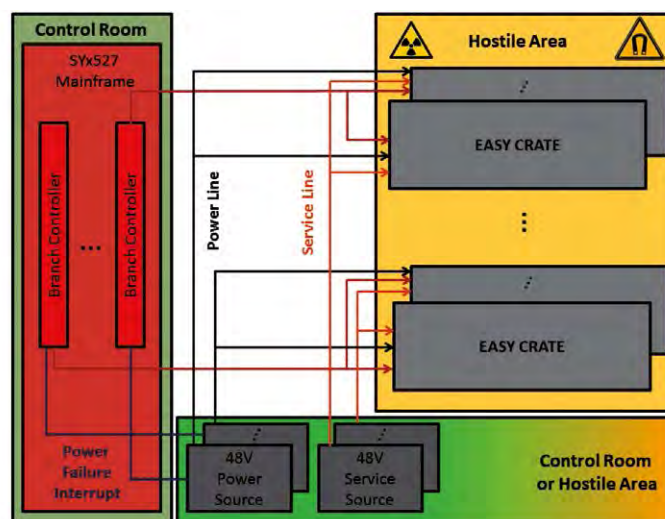 Control Room
SYx527
Mainframe
Branch Controller
...
Branch Controller
Power
Failure
Interrupt
Power Line
Service Line
Hostile Area
EASY CRATE
...
EASY CRATE
48V
Power
Source
48V
Service
Source
Control Room
or Hostile Area